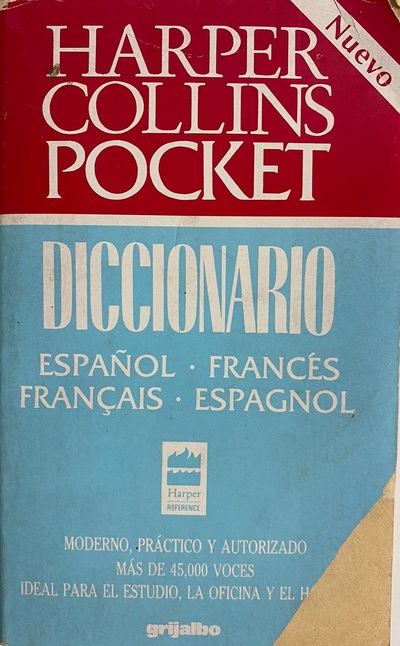 Nuevo
HARPER
COLLINS
POCKET
DICCIONARIO
ESPAÑOL · FRANCÉS
FRANÇAIS · ESPAGNOL
Harper
REFERENCE
MODERNO, PRÁCTICO Y AUTORIZADO
MÁS DE 45,000 VOCES
IDEAL PARA EL ESTUDIO, LA OFICINA Y EL
grijalbo